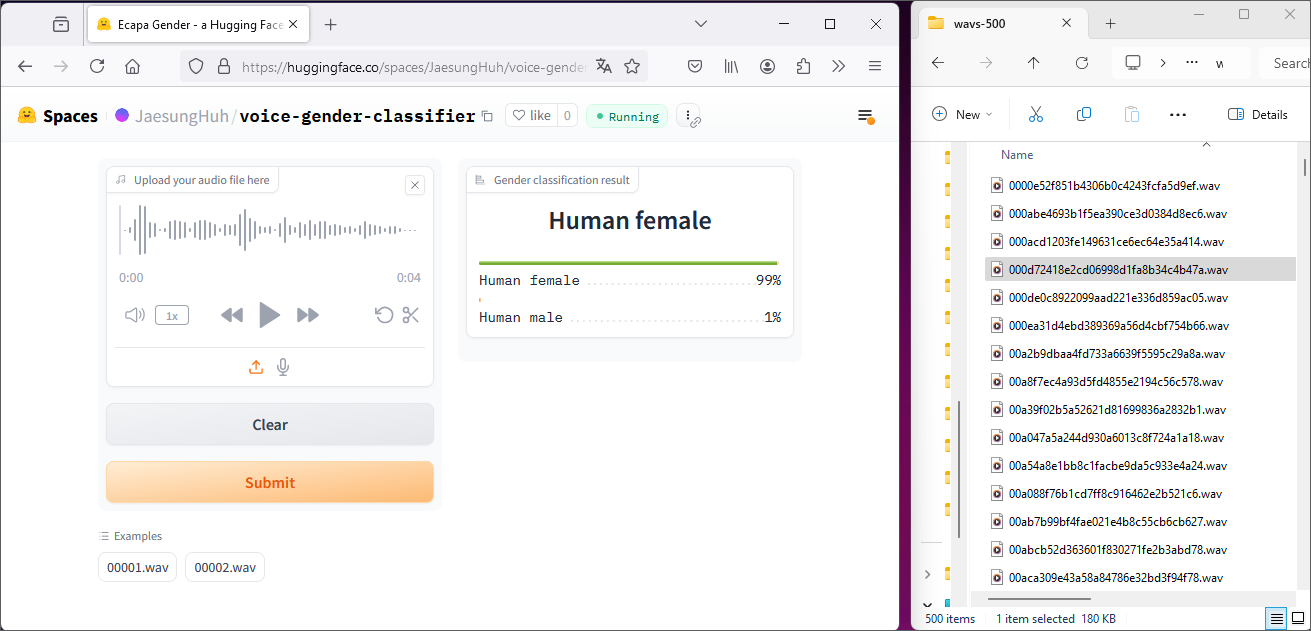 Ecapa Gender - a Hugging Face
https://huggingface.co/spaces/JaesungHuh/voice-gende
Spaces JaesungHuh/voice-gender-classifier like 0 Running
Upload your audio file here
0:00 0:04
1x
Clear
Submit
Examples
00001.wav 00002.wav
Gender classification result
Human female
Human female 99%
Human male 1%
wavs-500
w Search
New Details
Name
0000e52f851b4306b0c4243fcfa5d9ef.wav
000abe4693b1f5ea390ce3d0384d8ec6.wav
000acd1203fe149631ce6ec64e35a414.wav
000d72418e2cd06998d1fa8b34c4b47a.wav
000de0c8922099aad221e336d859ac05.wav
000ea31d4ebd389369a56d4cbf754b66.wav
00a2b9dbaa4fd733a6639f5595c29a8a.wav
00a8f7ec4a93d5fd4855e2194c56c578.wav
00a39f02b5a52621d81699836a2832b1.wav
00a047a5a244d930a6013c8f724a1a18.wav
00a54a8e1bb8c1facbe9da5c933e4a24.wav
00a088f76b1cd7ff8c916462e2b521c6.wav
00ab7b99bf4fae021e4b8c55cb6cb627.wav
00abcb52d363601f830271fe2b3abd78.wav
00aca309e43a58a84786e32bd3f94f78.wav
500 items 1 item selected 180 KB